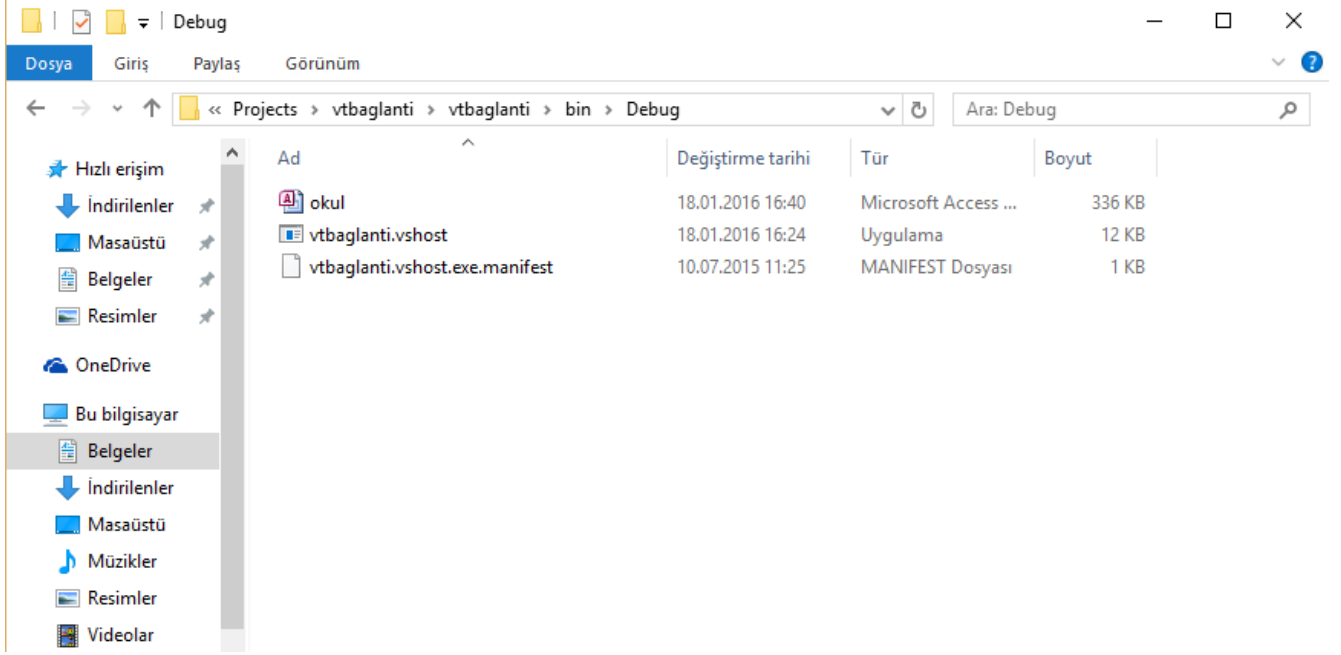 Debug
Dosya Giriş Paylaş Görünüm
« Projects › vtbaglanti › vtbaglanti › bin › Debug Ara: Debug
Ad Değiştirme tarihi Tür Boyut
okul 18.01.2016 16:40 Microsoft Access ... 336 KB
vtbaglanti.vshost 18.01.2016 16:24 Uygulama 12 KB
vtbaglanti.vshost.exe.manifest 10.07.2015 11:25 MANIFEST Dosyası 1 KB
Hızlı erişim
İndirilenler
Masaüstü
Belgeler
Resimler
OneDrive
Bu bilgisayar
Belgeler
İndirilenler
Masaüstü
Müzikler
Resimler
Videolar